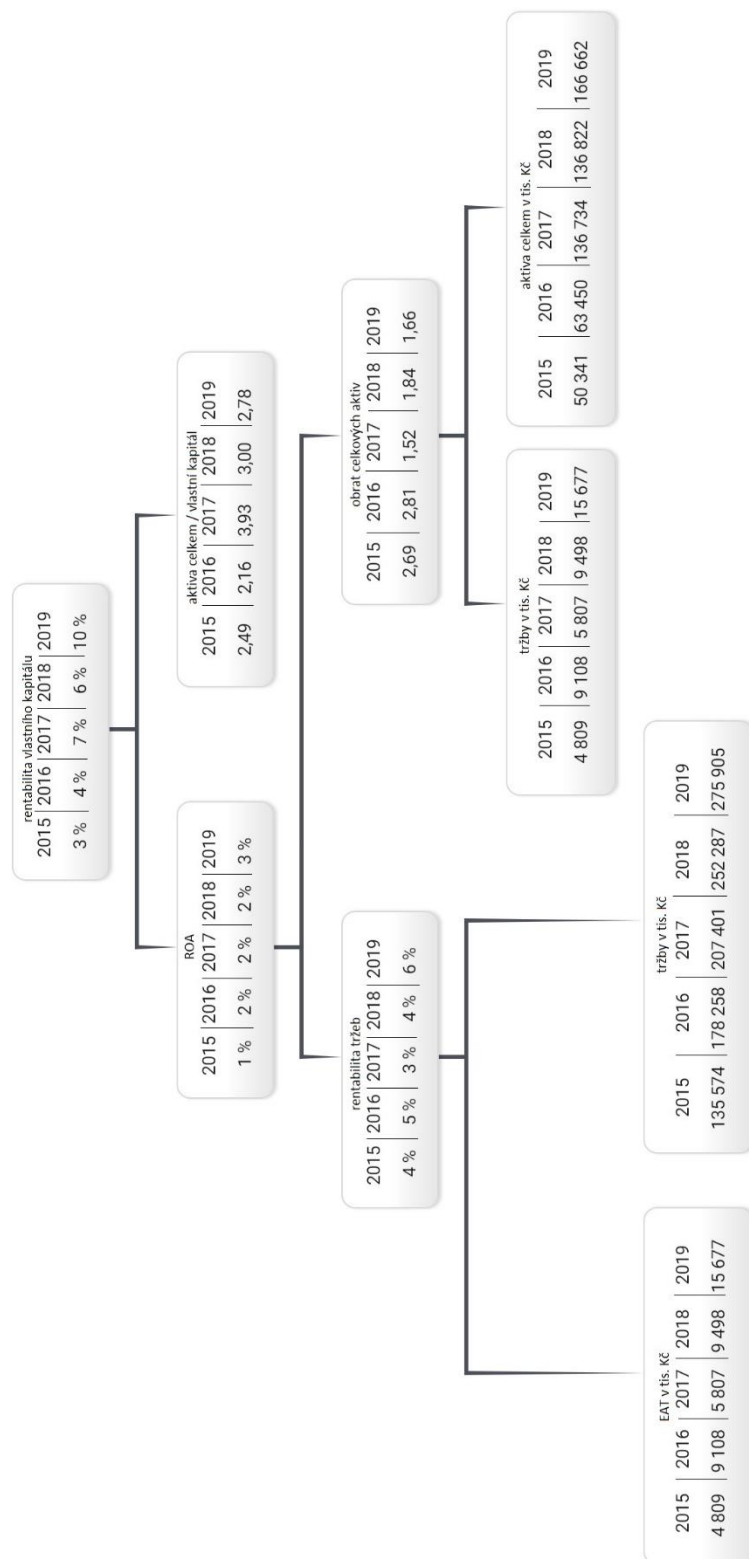 rentabilita vlastního kapitálu
2015 2016 2017 2018 2019
3 % 4 % 7 % 6 % 10 %
ROA
2015 2016 2017 2018 2019
1 % 2 % 2 % 2 % 3 %
aktiva celkem / vlastní kapitál
2015 2016 2017 2018 2019
2,49 2,16 3,93 3,00 2,78
rentabilita tržeb
2015 2016 2017 2018 2019
4 % 5 % 3 % 4 % 6 %
obrat celkových aktiv
2015 2016 2017 2018 2019
2,69 2,81 1,52 1,84 1,66
EAT v tis. Kč
2015 2016 2017 2018 2019
4 809 9 108 5 807 9 498 15 677
tržby v tis. Kč
2015 2016 2017 2018 2019
135 574 178 258 207 401 252 287 275 905
tržby v tis. Kč
2015 2016 2017 2018 2019
4 809 9 108 5 807 9 498 15 677
aktiva celkem v tis. Kč
2015 2016 2017 2018 2019
50 341 63 450 136 734 136 822 166 662